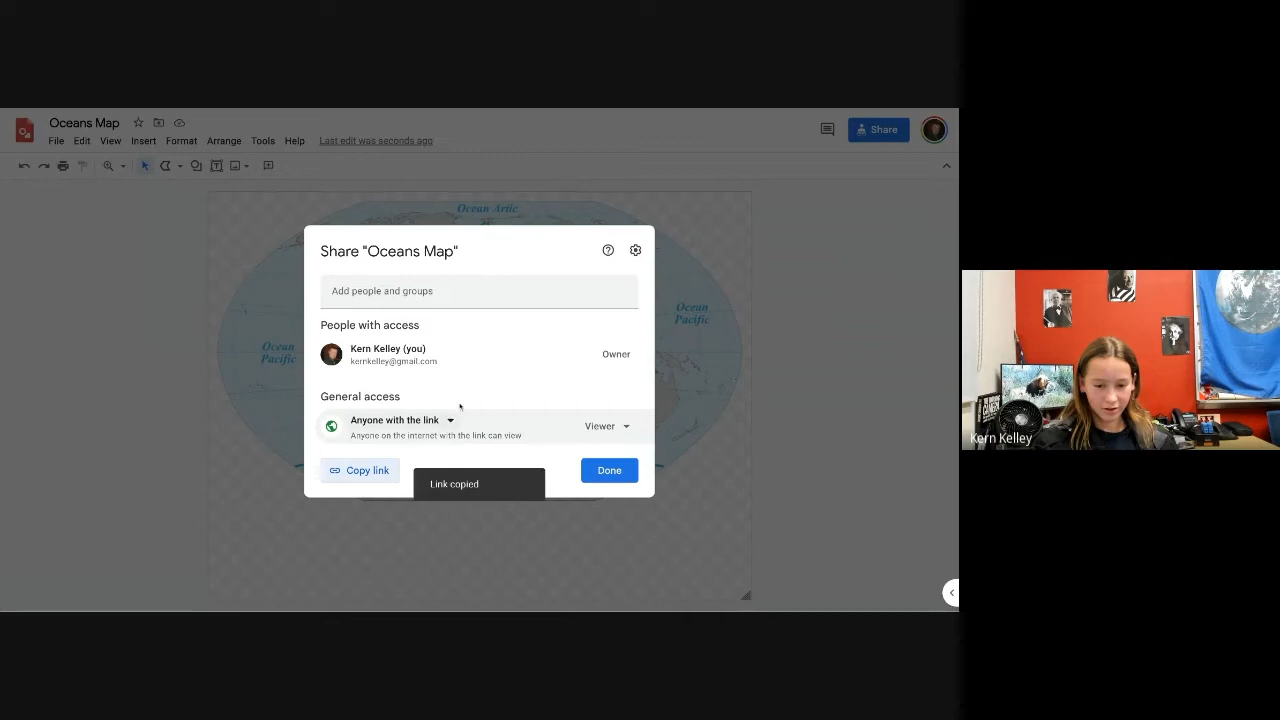 Oceans Map
File Edit View Insert Format Arrange Tools Help Last edit was seconds ago
Share
Ocean Artic
Ocean
Pacific
Ocean
Pacific
Share "Oceans Map"
Add people and groups
People with access
Kern Kelley (you)
kernkelley@gmail.com
Owner
General access
Anyone with the link
Anyone on the internet with the link can view
Viewer
Copy link
Link copied
Done
Kern Kelley